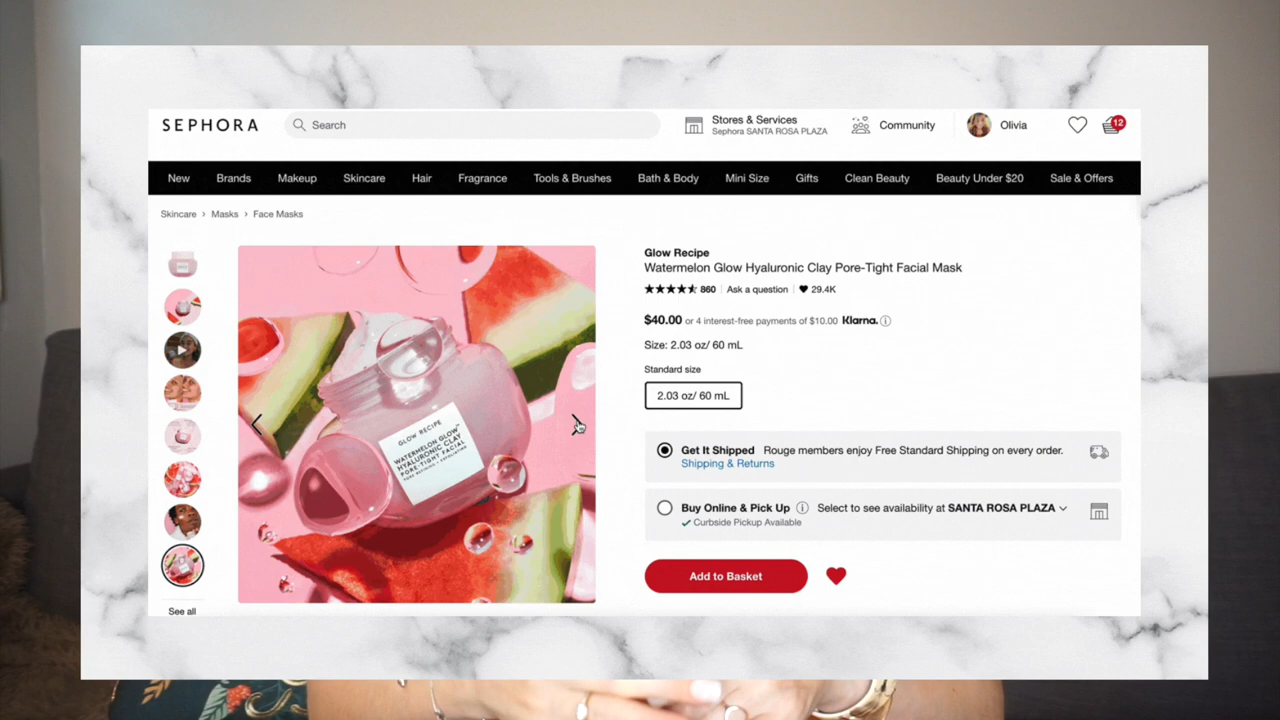 SEPHORA
Search
Stores & Services
Sephora SANTA ROSA PLAZA
Community
Olivia
12
New
Brands
Makeup
Skincare
Hair
Fragrance
Tools & Brushes
Bath & Body
Mini Size
Gifts
Clean Beauty
Beauty Under $20
Sale & Offers
Skincare > Masks > Face Masks
Glow Recipe
Watermelon Glow Hyaluronic Clay Pore-Tight Facial Mask
860 | Ask a question | 29.4K
$40.00 or 4 interest-free payments of $10.00 Klarna.
Size: 2.03 oz/ 60 mL
Standard size
2.03 oz/ 60 mL
GLOW RECIPE
WATERMELON GLOW™
HYALURONIC CLAY
PORE-TIGHT FACIAL
PORE-REFINING + EXFOLIATING
Get It Shipped Rouge members enjoy Free Standard Shipping on every order.
Shipping & Returns
Buy Online & Pick Up Select to see availability at SANTA ROSA PLAZA
Curbside Pickup Available
Add to Basket
See all